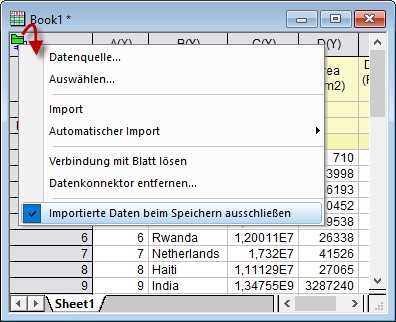 Book1 *
A(X) B(Y) C(Y) D(Y)
Datenquelle...
Auswählen...
Import
Automatischer Import
Verbindung mit Blatt lösen
710
Datenkonnektor entfernen...
3998
6193
Importierte Daten beim Speichern ausschließen
0452
9538
6 6 Rwanda 1,20011E7 26338
7 7 Netherlands 1,732E7 41526
8 8 Haiti 1,11129E7 27065
9 9 India 1,34755E9 3287240
Sheet1